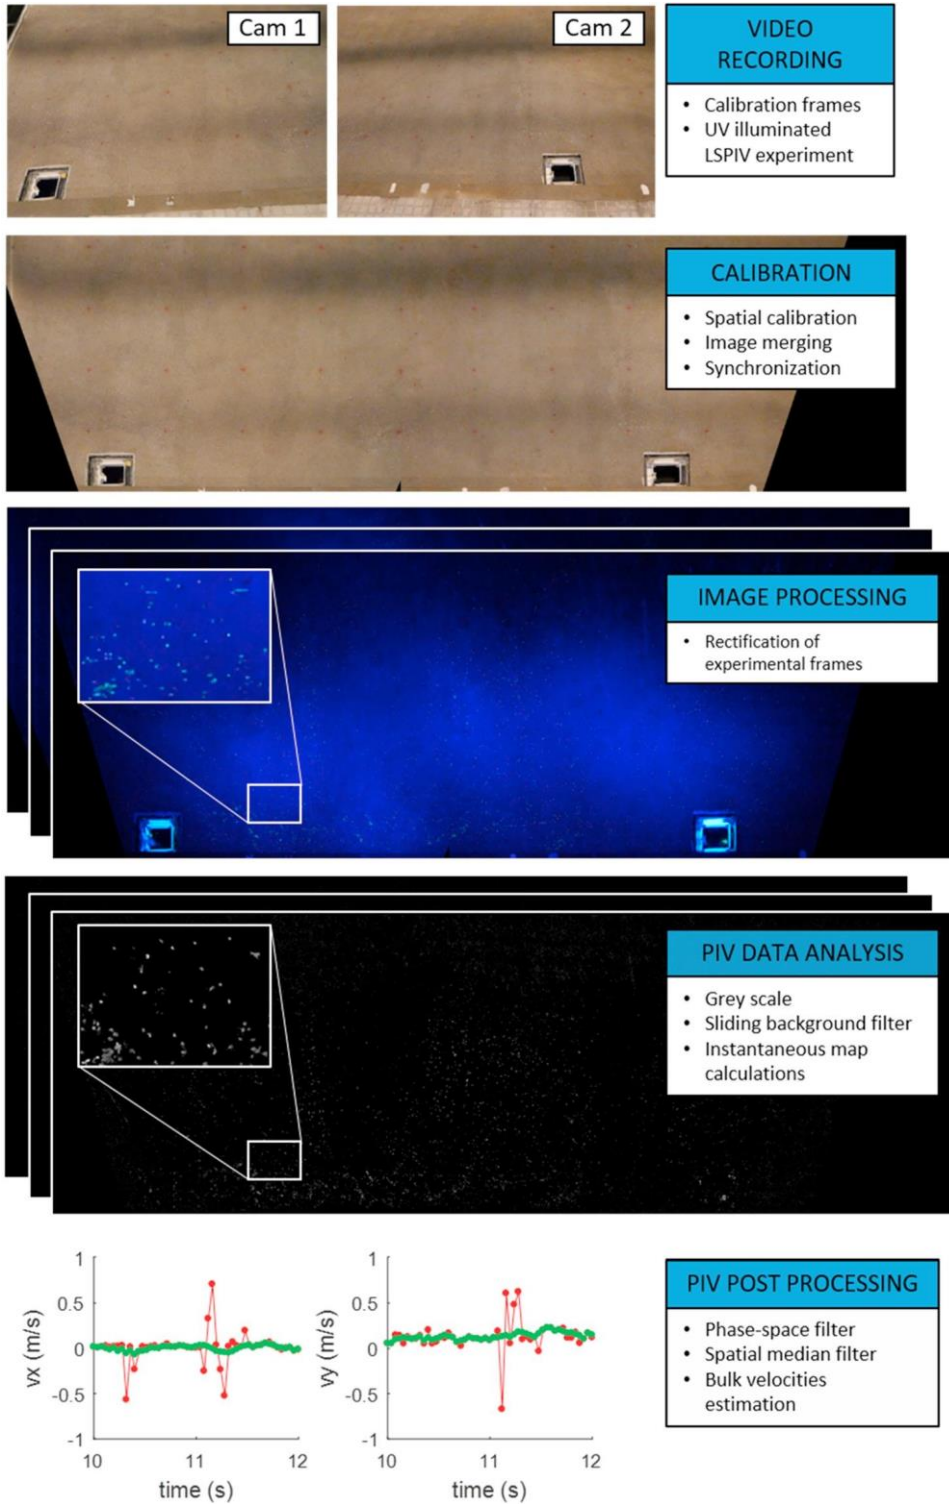 Cam 1
Cam 2
VIDEO
RECORDING
• Calibration frames
• UV illuminated
LSPIV experiment
CALIBRATION
• Spatial calibration
• Image merging
• Synchronization
IMAGE PROCESSING
• Rectification of
experimental frames
PIV DATA ANALYSIS
• Grey scale
• Sliding background filter
• Instantaneous map
calculations
1
0.5
0
-0.5
-1
vx (m/s)
10 11 12
time (s)
1
0.5
0
-0.5
-1
vy (m/s)
10 11 12
time (s)
PIV POST PROCESSING
• Phase-space filter
• Spatial median filter
• Bulk velocities
estimation